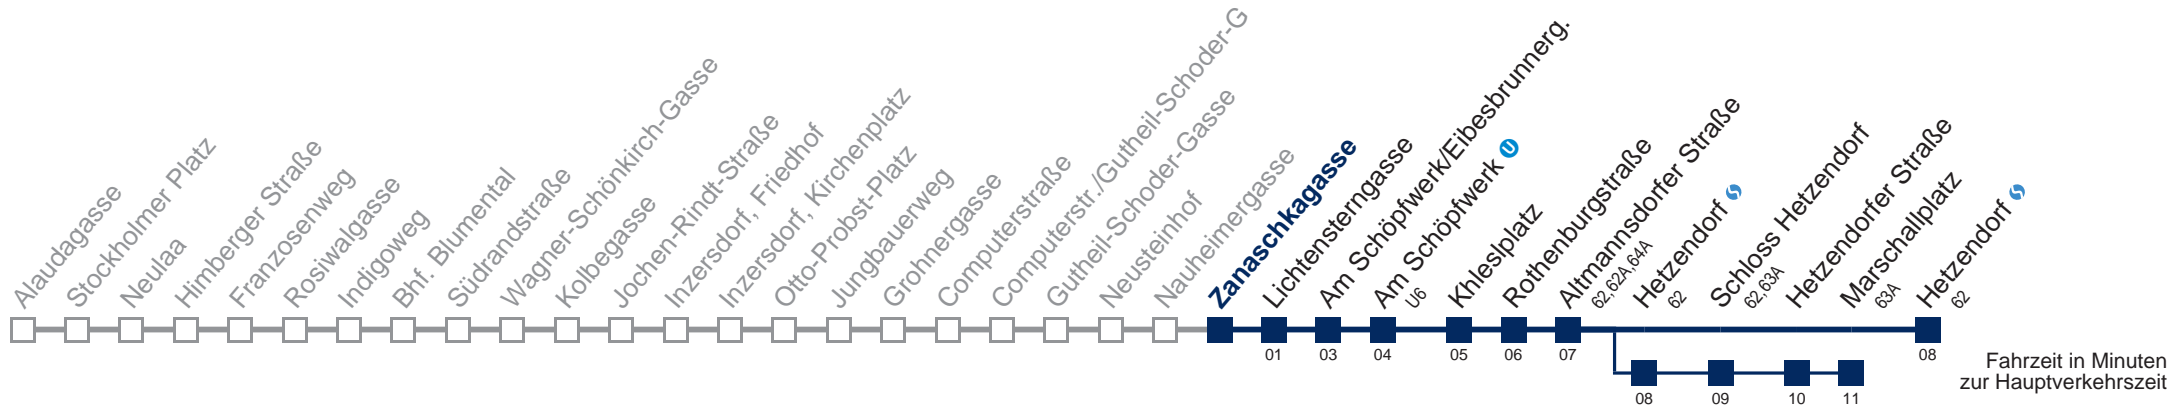 Alaudagasse
Stockholmer Platz
Neulaa
Himberger Straße
Franzosenweg
Rosiwalgasse
Indigoweg
Bhf. Blumental
Südrandstraße
Wagner-Schönkirch-Gasse
Kolbegasse
Jochen-Rindt-Straße
Inzersdorf, Friedhof
Inzersdorf, Kirchenplatz
Otto-Probst-Platz
Jungbauerweg
Grohnergasse
Computerstraße
Computerstr./Gutheil-Schoder-G
Gutheil-Schoder-Gasse
Neusteinhof
Nauheimergasse
Zanaschkagasse
Lichtensterngasse
Am Schöpfwerk/Eibesbrunnerg.
Am Schöpfwerk U
U6
Khleslplatz
Rothenburgstraße
Altmannsdorfer Straße
62,62A,64A
Hetzendorf S
62
Schloss Hetzendorf
62,63A
Hetzendorfer Straße
Marschallplatz
63A
Hetzendorf S
62
01
03
04
05
06
07
08
08
09
10
11
Fahrzeit in Minuten
zur Hauptverkehrszeit